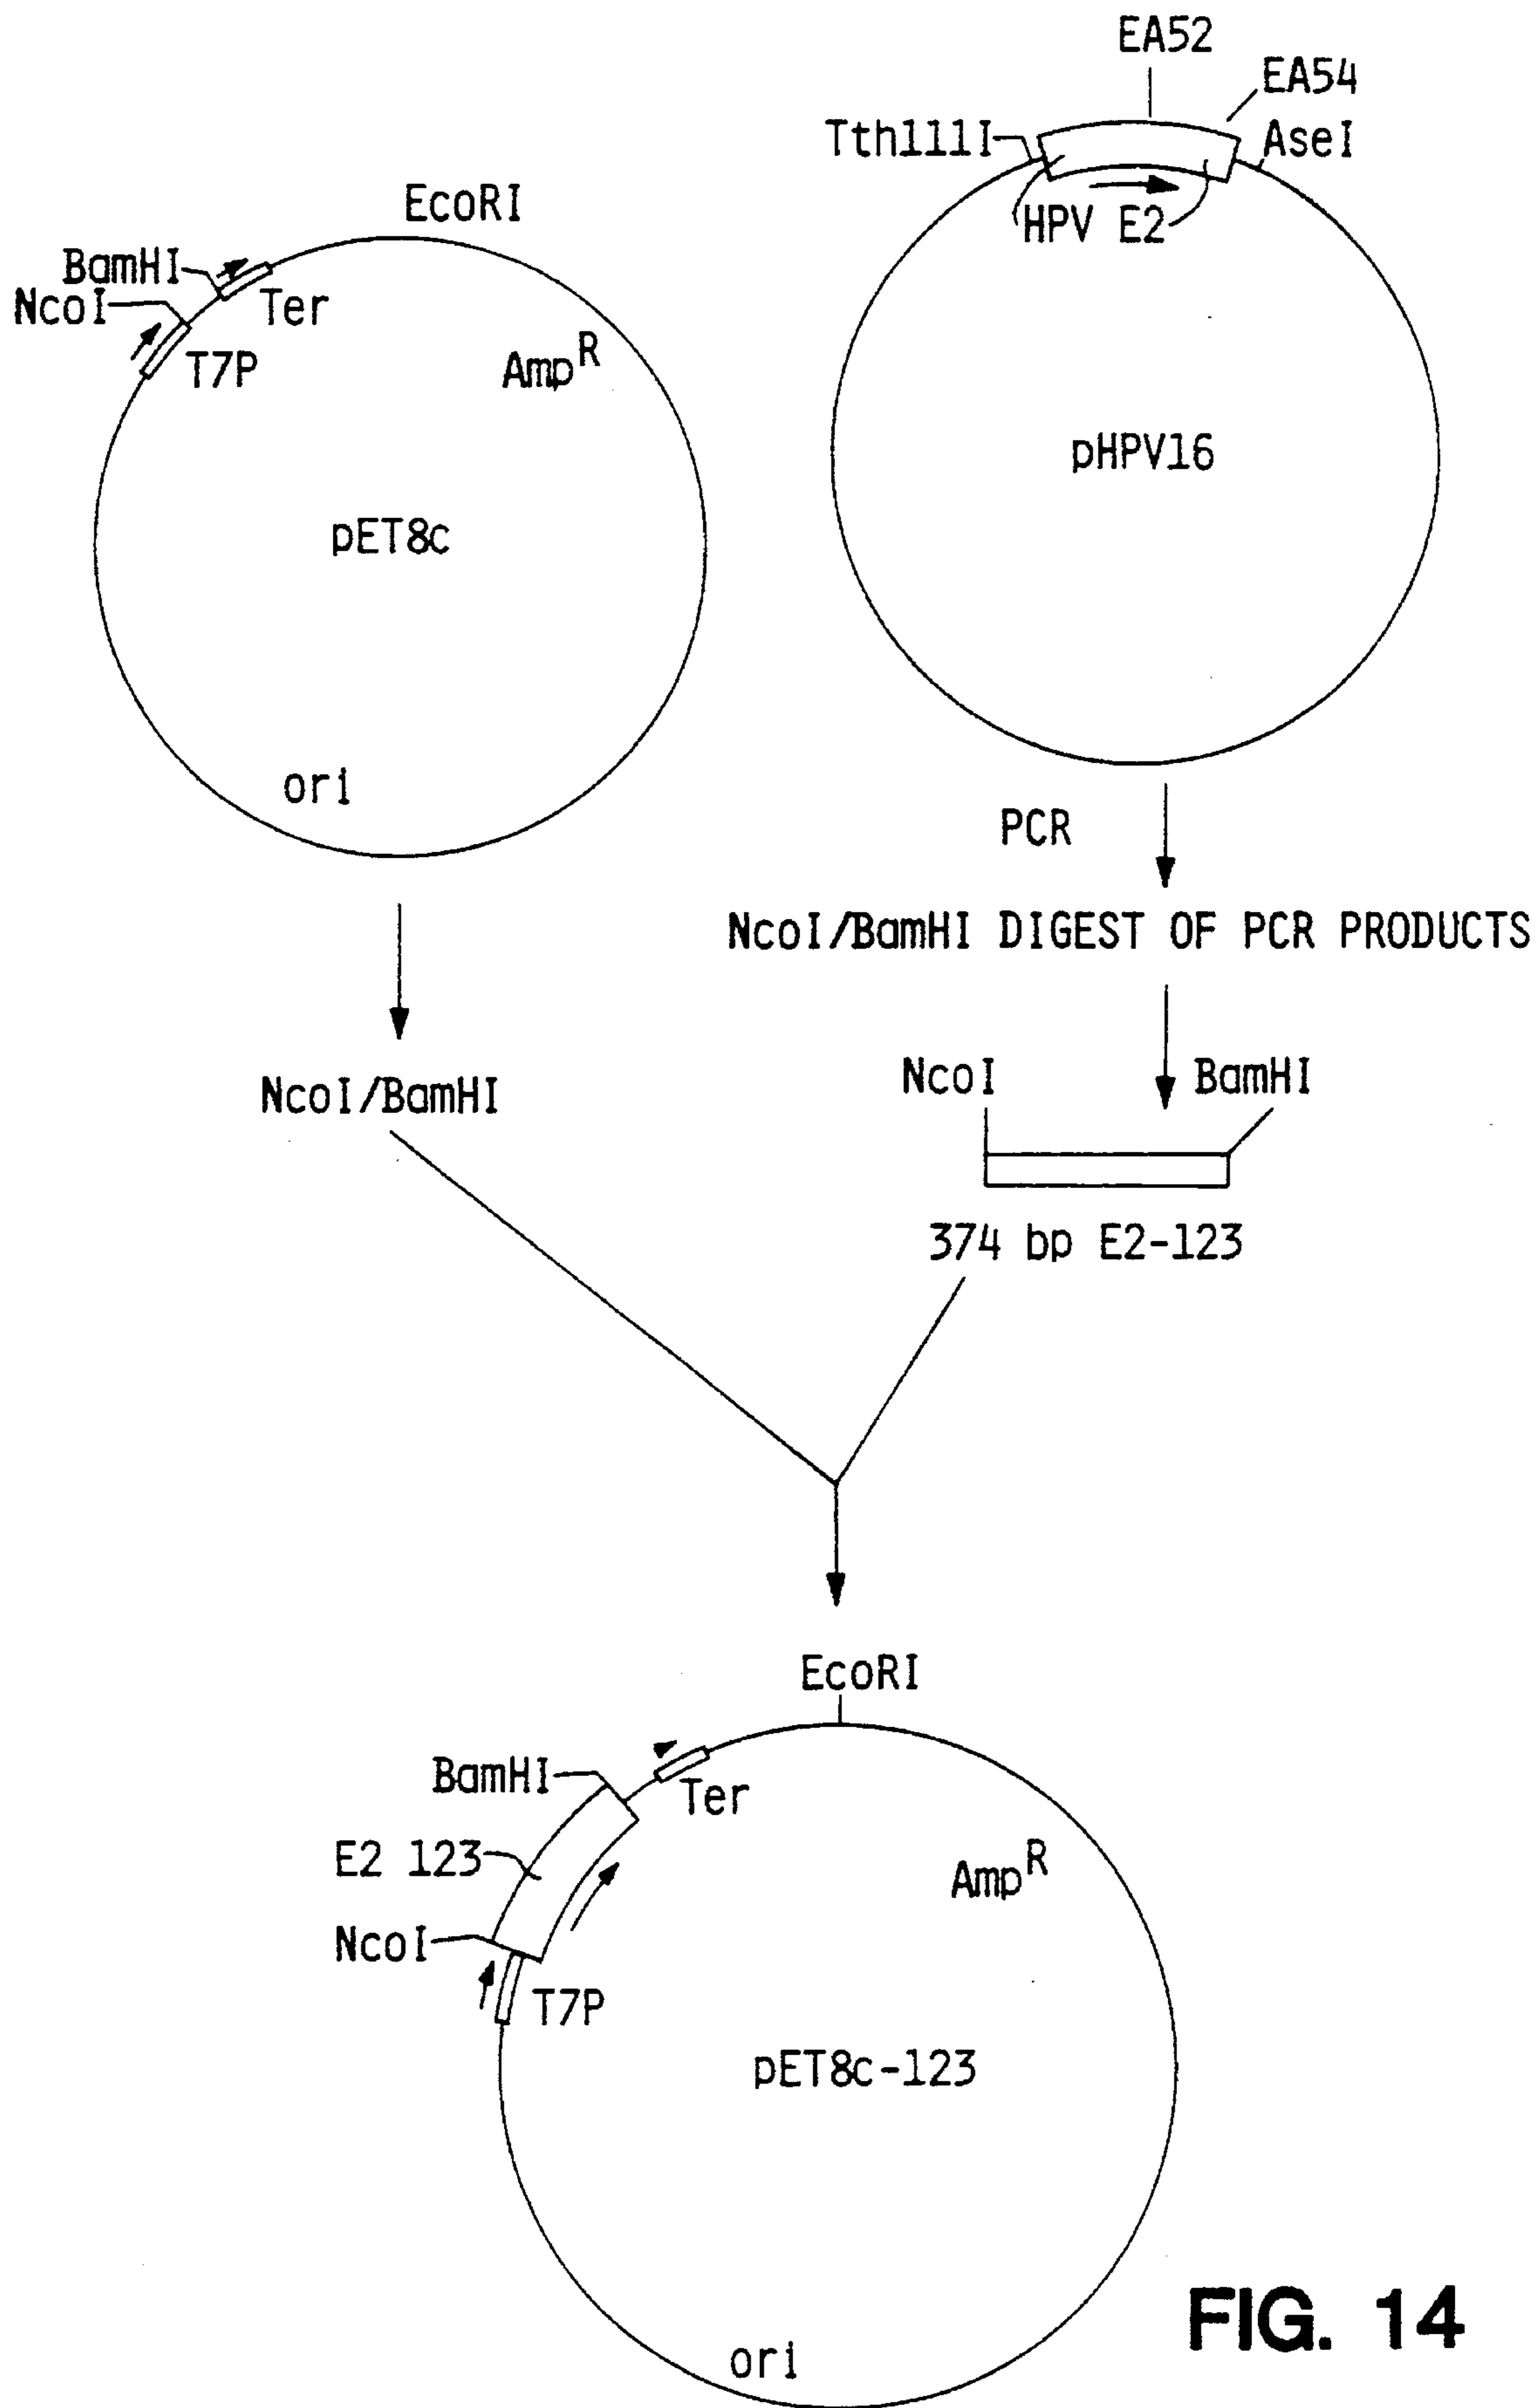 EA52
EA54
Tth111I
AseI
HPV E2
pHPV16
EcoRI
BamHI
NcoI
Ter
T7P
AmpR
pET8c
ori
PCR
NcoI/BamHI DIGEST OF PCR PRODUCTS
NcoI/BamHI
NcoI
BamHI
374 bp E2-123
EcoRI
BamHI
Ter
E2 123
AmpR
NcoI
T7P
pET8c-123
ori
FIG. 14